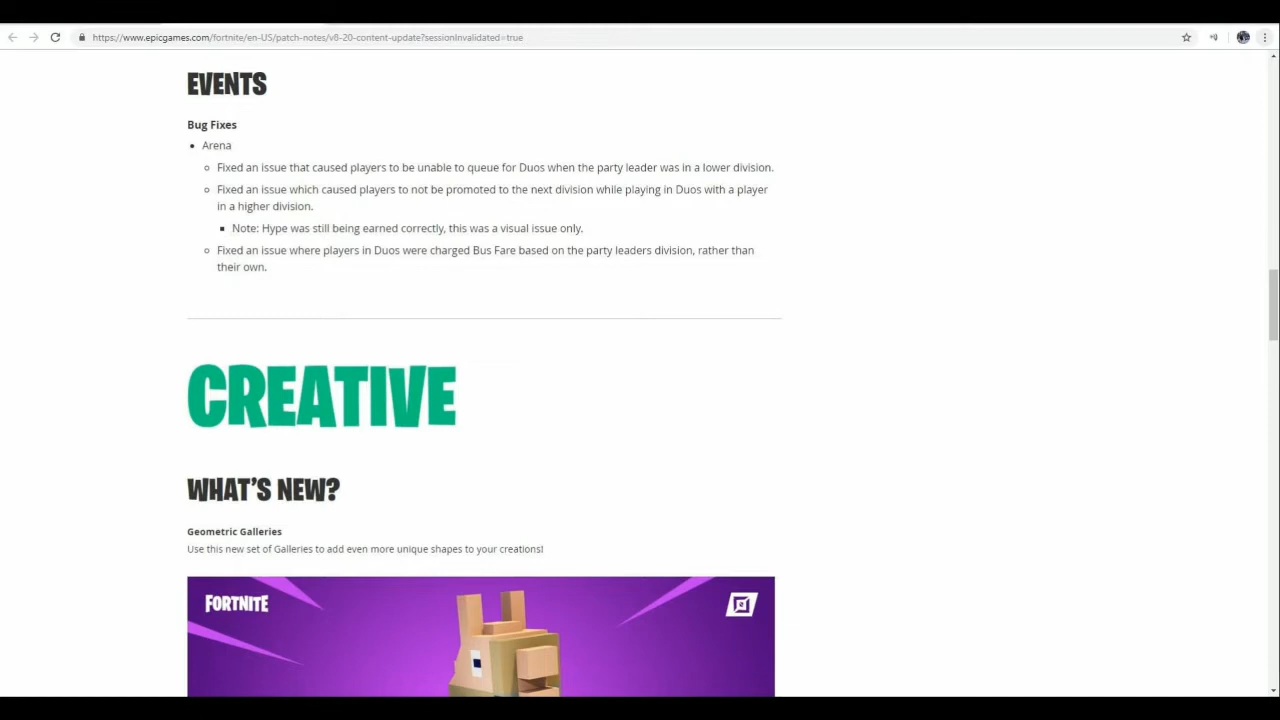 https://www.epicgames.com/fortnite/en-US/patch-notes/v8-20-content-update?sessionInvalidated=true
EVENTS
Bug Fixes
Arena
Fixed an issue that caused players to be unable to queue for Duos when the party leader was in a lower division.
Fixed an issue which caused players to not be promoted to the next division while playing in Duos with a player
in a higher division.
Note: Hype was still being earned correctly, this was a visual issue only.
Fixed an issue where players in Duos were charged Bus Fare based on the party leaders division, rather than
their own.
CREATIVE
WHAT'S NEW?
Geometric Galleries
Use this new set of Galleries to add even more unique shapes to your creations!
FORTNITE